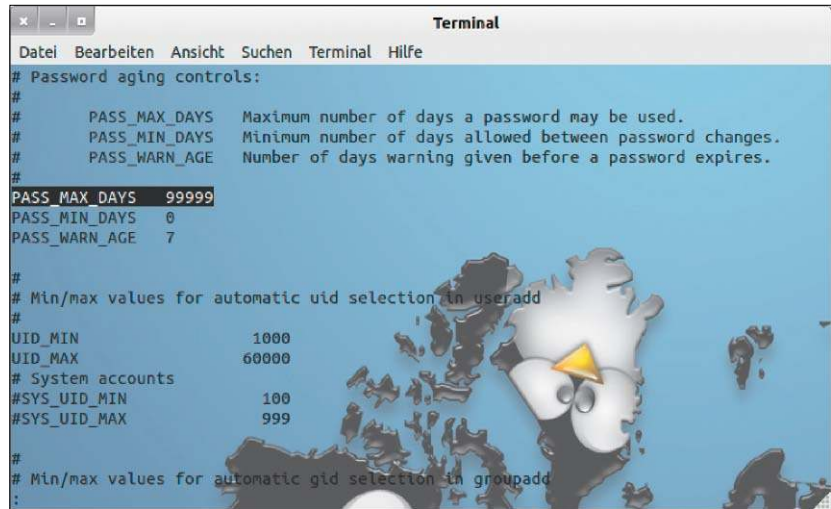 Terminal
Datei Bearbeiten Ansicht Suchen Terminal Hilfe
# Password aging controls:
#
#       PASS_MAX_DAYS   Maximum number of days a password may be used.
#       PASS_MIN_DAYS   Minimum number of days allowed between password changes.
#       PASS_WARN_AGE   Number of days warning given before a password expires.
#
PASS_MAX_DAYS   99999
PASS_MIN_DAYS   0
PASS_WARN_AGE   7

#
# Min/max values for automatic uid selection in useradd
#
UID_MIN                  1000
UID_MAX                 60000
# System accounts
#SYS_UID_MIN              100
#SYS_UID_MAX              999

#
# Min/max values for automatic gid selection in groupadd
: